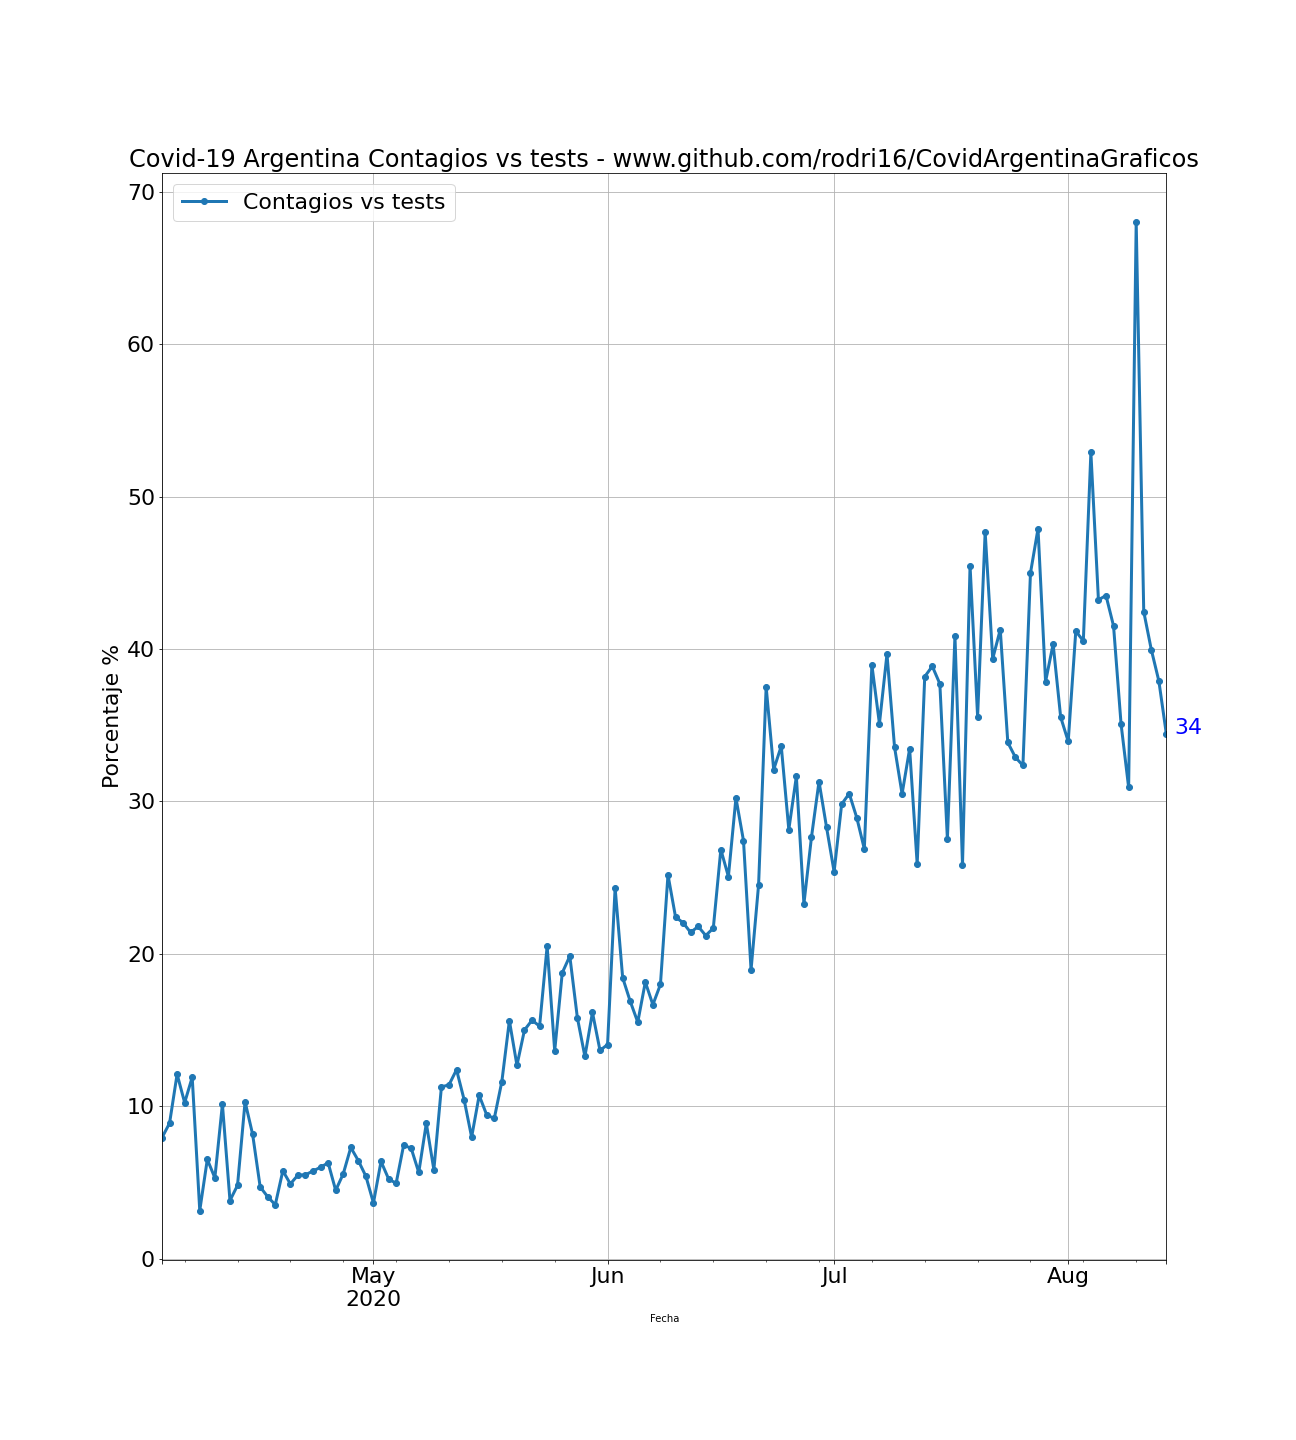 Covid-19 Argentina Contagios vs tests - www.github.com/rodri16/CovidArgentinaGraficos
Contagios vs tests
70
60
50
40
30
20
10
0
Porcentaje %
34
May
2020
Jun
Jul
Aug
Fecha